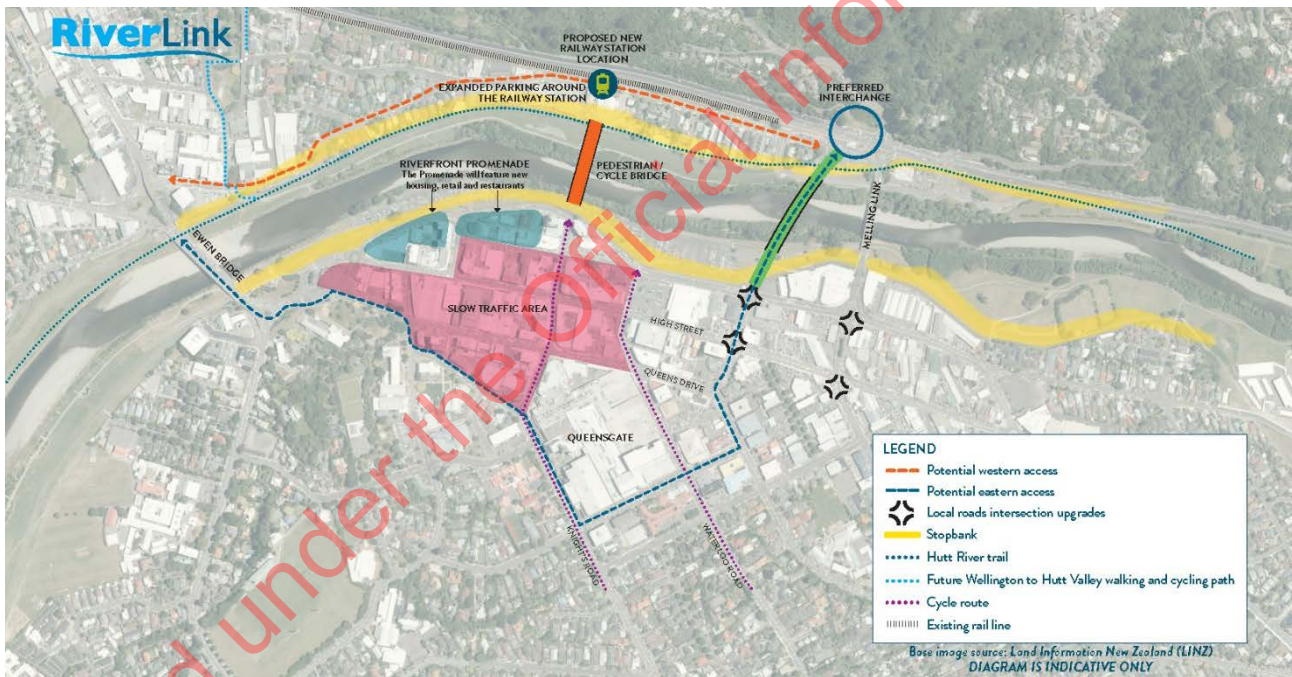 RiverLink
PROPOSED NEW
RAILWAY STATION
LOCATION
EXPANDED PARKING AROUND
THE RAILWAY STATION
PREFERRED
INTERCHANGE
RIVERFRONT PROMENADE
The Promenade will feature new
housing, retail and restaurants
PEDESTRIAN /
CYCLE BRIDGE
MELLING LINK
EWEN BRIDGE
SLOW TRAFFIC AREA
HIGH STREET
QUEENS DRIVE
QUEENSGATE
KNIGHTS ROAD
WATERLOO ROAD
LEGEND
Potential western access
Potential eastern access
Local roads intersection upgrades
Stopbank
Hutt River trail
Future Wellington to Hutt Valley walking and cycling path
Cycle route
Existing rail line
Base image source: Land Information New Zealand (LINZ)
DIAGRAM IS INDICATIVE ONLY
d under the Official Infor